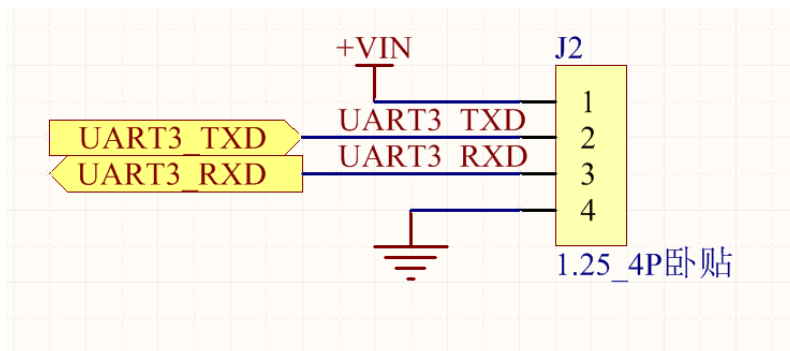 +VIN
J2
1
UART3_TXD
UART3_TXD
2
UART3_RXD
UART3_RXD
3
4
1.25_4P卧贴